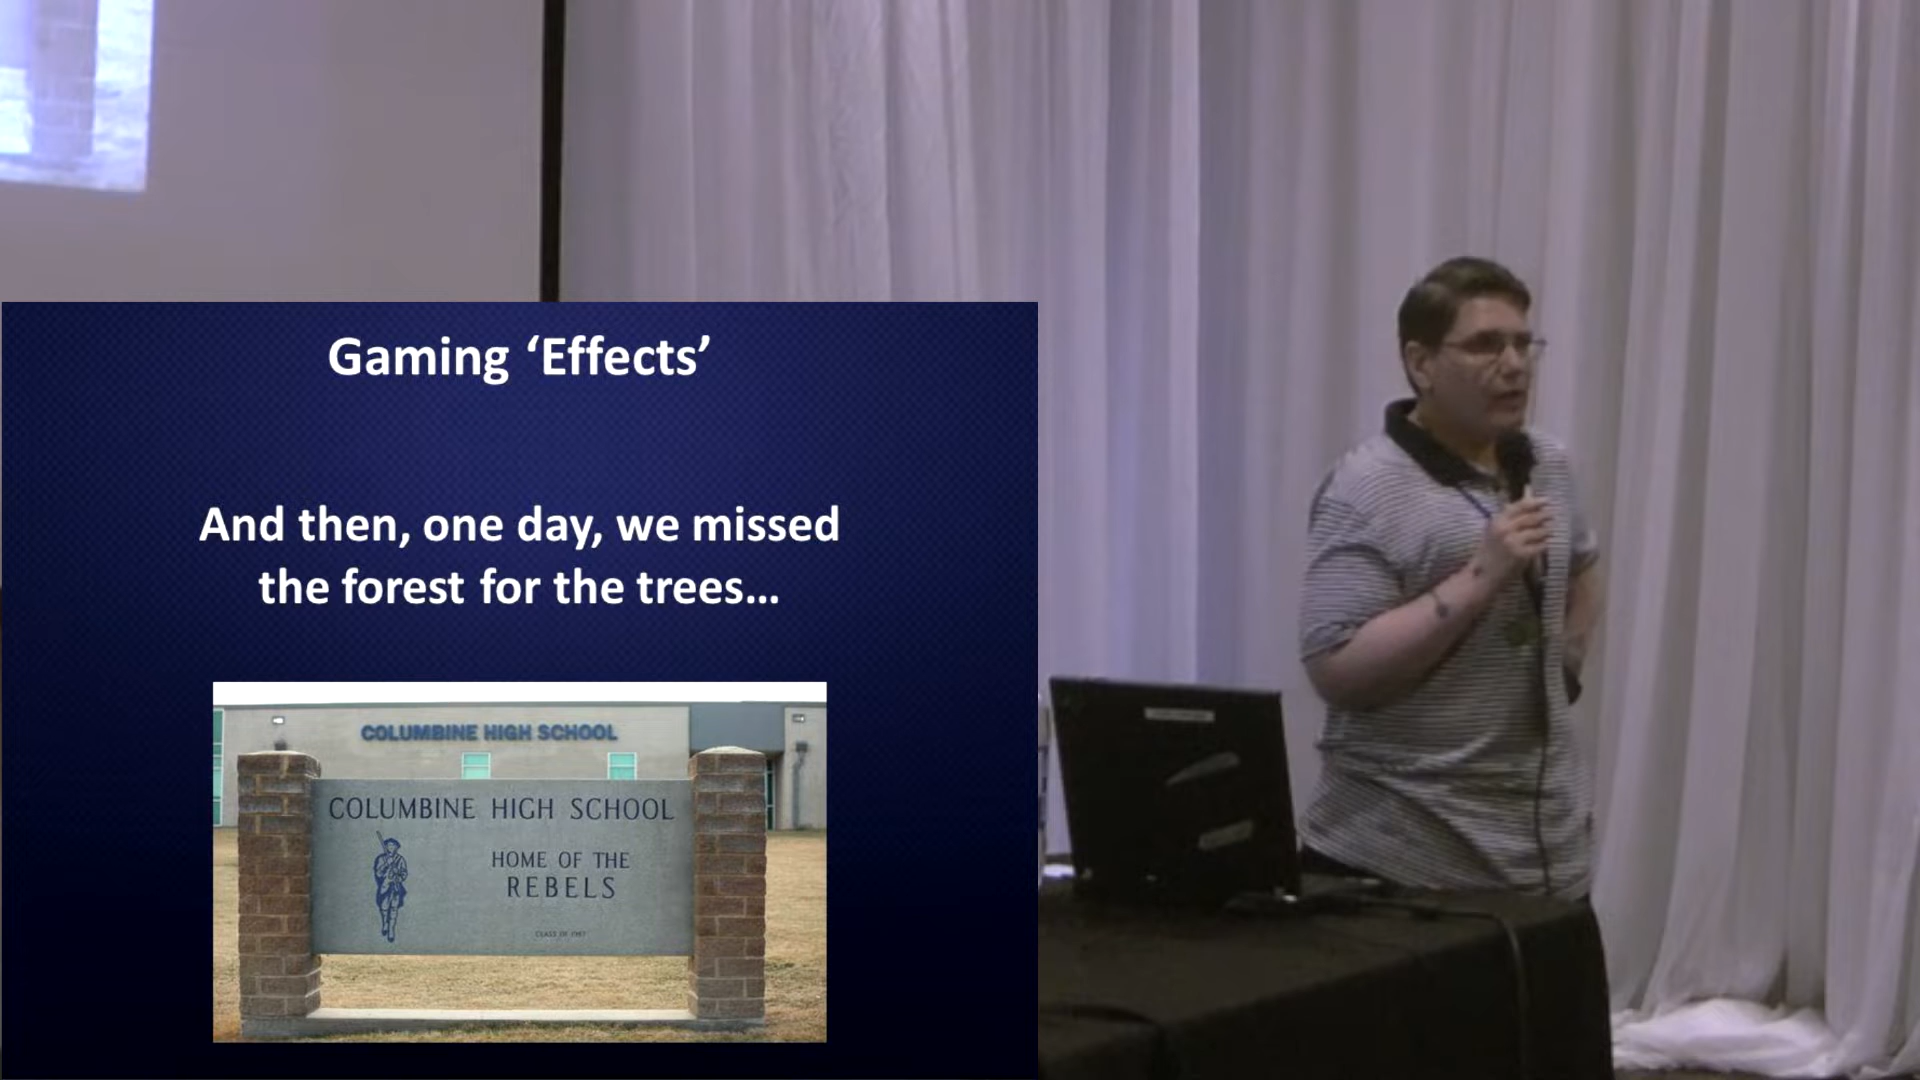 Gaming ‘Effects’
And then, one day, we missed
the forest for the trees...
COLUMBINE HIGH SCHOOL
COLUMBINE HIGH SCHOOL
HOME OF THE
REBELS